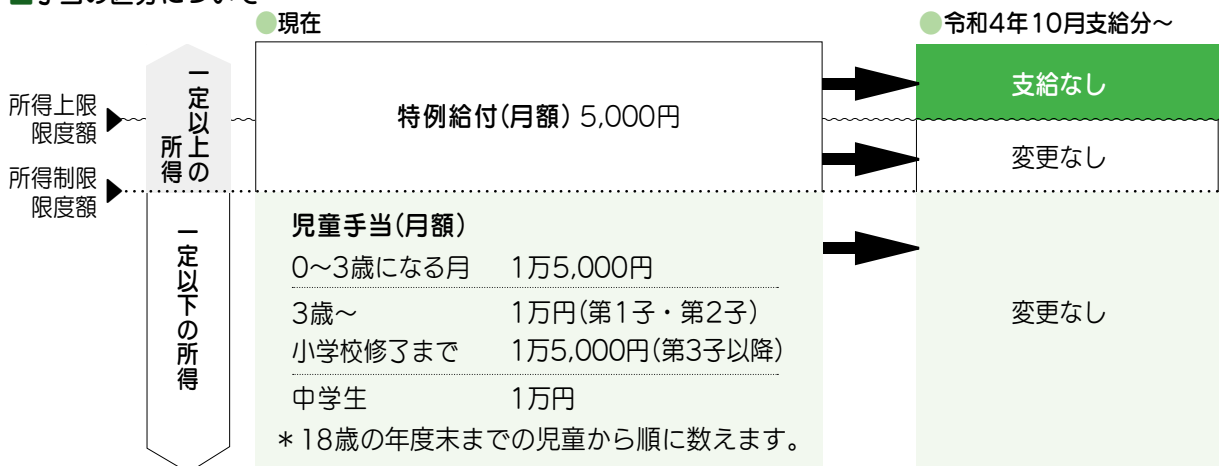 ■手当の区分について
●現在
●令和4年10月支給分～
所得上限
限度額
所得制限
限度額
一定以上の
所得
一定以下の所得
特例給付(月額) 5,000円
支給なし
変更なし
児童手当(月額)
0～3歳になる月 1万5,000円
3歳～ 1万円(第1子・第2子)
小学校修了まで 1万5,000円(第3子以降)
中学生 1万円
＊18歳の年度末までの児童から順に数えます。
変更なし